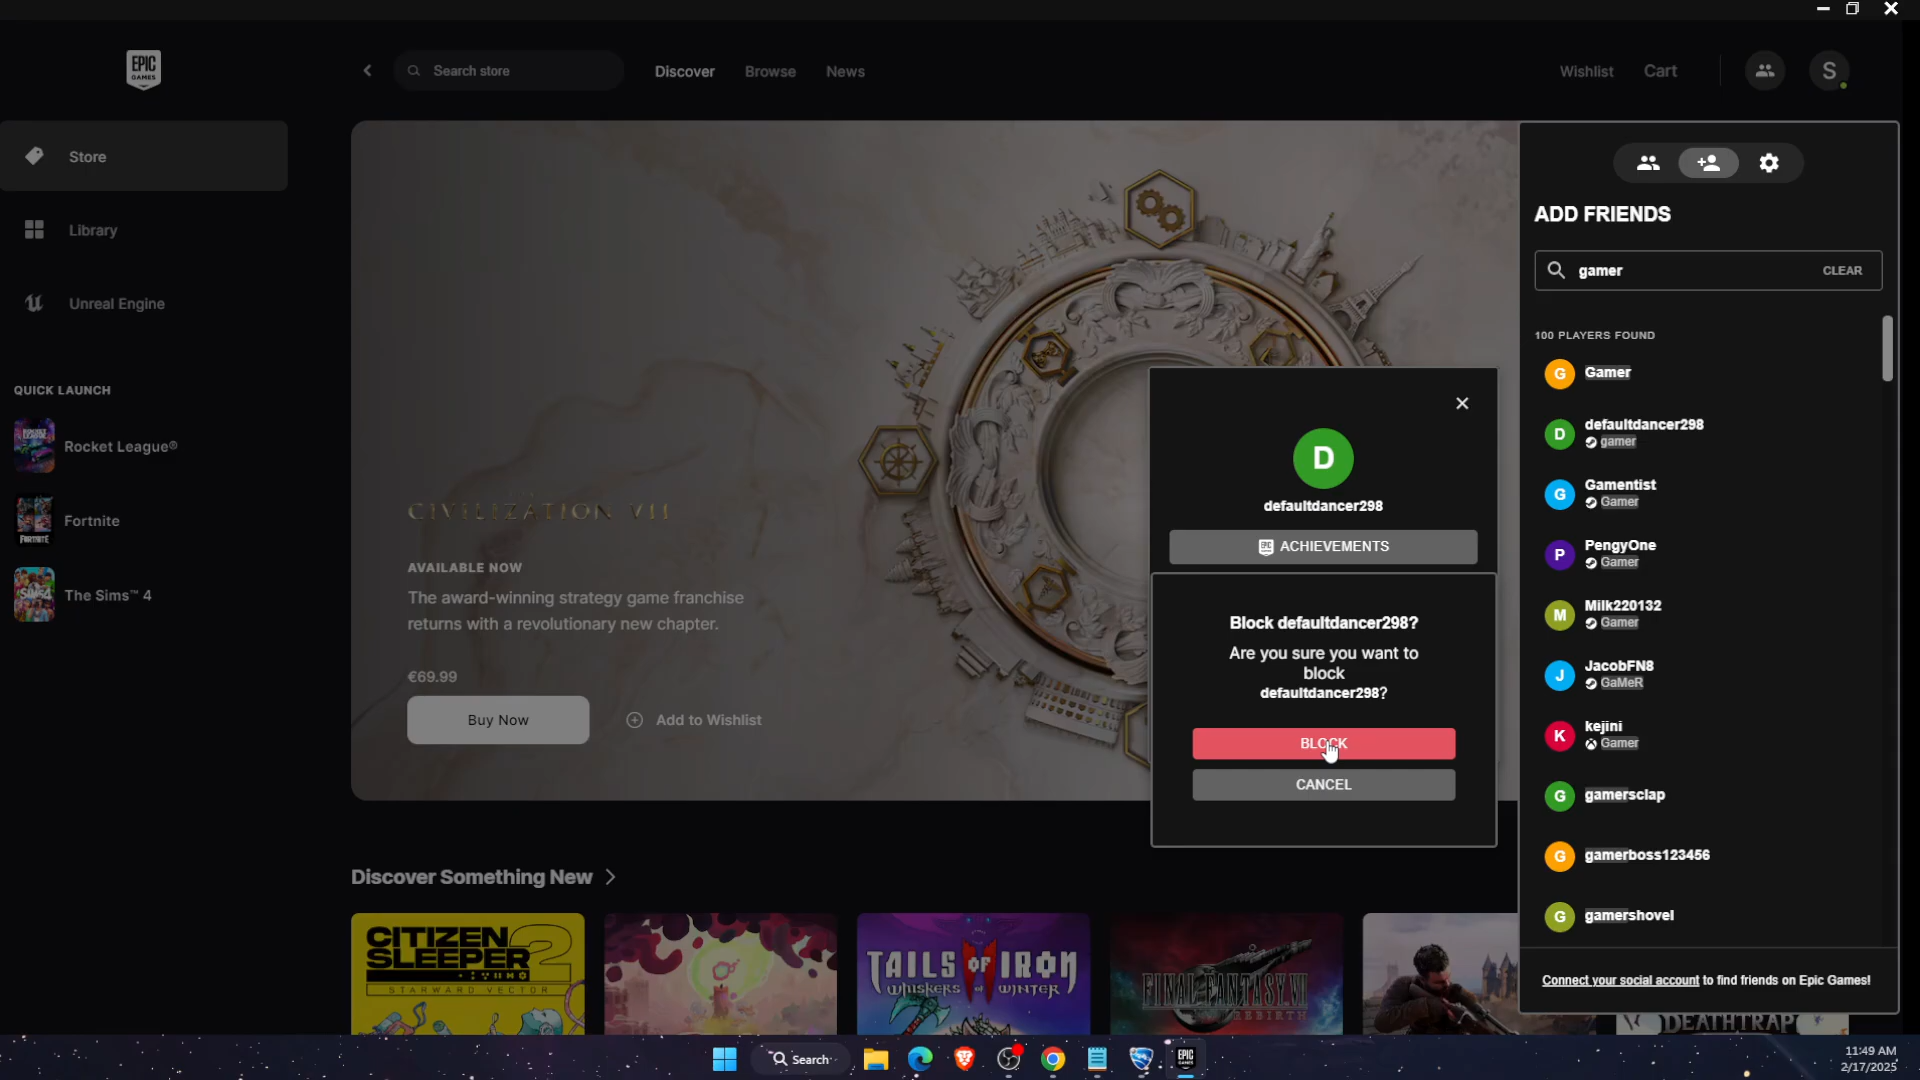 EPIC
GAMES
Search store
Discover
Browse
News
Wishlist
Cart
S
Store
Library
Unreal Engine
QUICK LAUNCH
Rocket League®
Fortnite
The Sims™ 4
CIVILIZATION VII
AVAILABLE NOW
The award-winning strategy game franchise
returns with a revolutionary new chapter.
€69.99
Buy Now
Add to Wishlist
Discover Something New
CITIZEN
SLEEPER 2
STARWARD VECTOR
TAILS OF IRON II
WHISKERS OF WINTER
FINAL FANTASY VII
REBIRTH
DEATHTRAP
D
defaultdancer298
ACHIEVEMENTS
Block defaultdancer298?
Are you sure you want to
block
defaultdancer298?
BLOCK
CANCEL
ADD FRIENDS
gamer
CLEAR
100 PLAYERS FOUND
G
Gamer
D
defaultdancer298
gamer
G
Gamentist
Gamer
P
PengyOne
Gamer
M
Milk220132
Gamer
J
JacobFN8
GaMeR
K
kejini
Gamer
G
gamersclap
G
gamerboss123456
G
gamershovel
Connect your social account to find friends on Epic Games!
Search
11:49 AM
2/17/2025